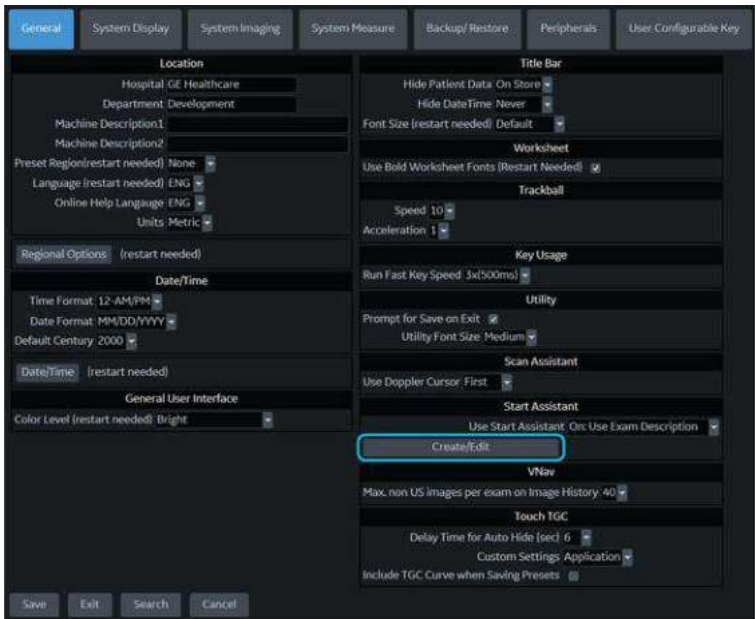 General
System Display
System Imaging
System Measure
Backup/ Restore
Peripherals
User Configurable Key
Location
Hospital GE Healthcare
Department Development
Machine Description1
Machine Description2
Preset Region(restart needed) None
Language (restart needed) ENG
Online Help Langauge ENG
Units Metric
Regional Options (restart needed)
Date/Time
Time Format 12-AM/PM
Date Format MM/DD/YYYY
Default Century 2000
Date/Time (restart needed)
General User Interface
Color Level (restart needed) Bright
Title Bar
Hide Patient Data On Store
Hide DateTime Never
Font Size (restart needed) Default
Worksheet
Use Bold Worksheet Fonts (Restart Needed)
Trackball
Speed 10
Acceleration 1
Key Usage
Run Fast Key Speed 3x(500ms)
Utility
Prompt for Save on Exit
Utility Font Size Medium
Scan Assistant
Use Doppler Cursor First
Start Assistant
Use Start Assistant On: Use Exam Description
Create/Edit
VNav
Max. non US images per exam on Image History 40
Touch TGC
Delay Time for Auto Hide (sec) 6
Custom Settings Application
Include TGC Curve when Saving Presets
Save
Exit
Search
Cancel